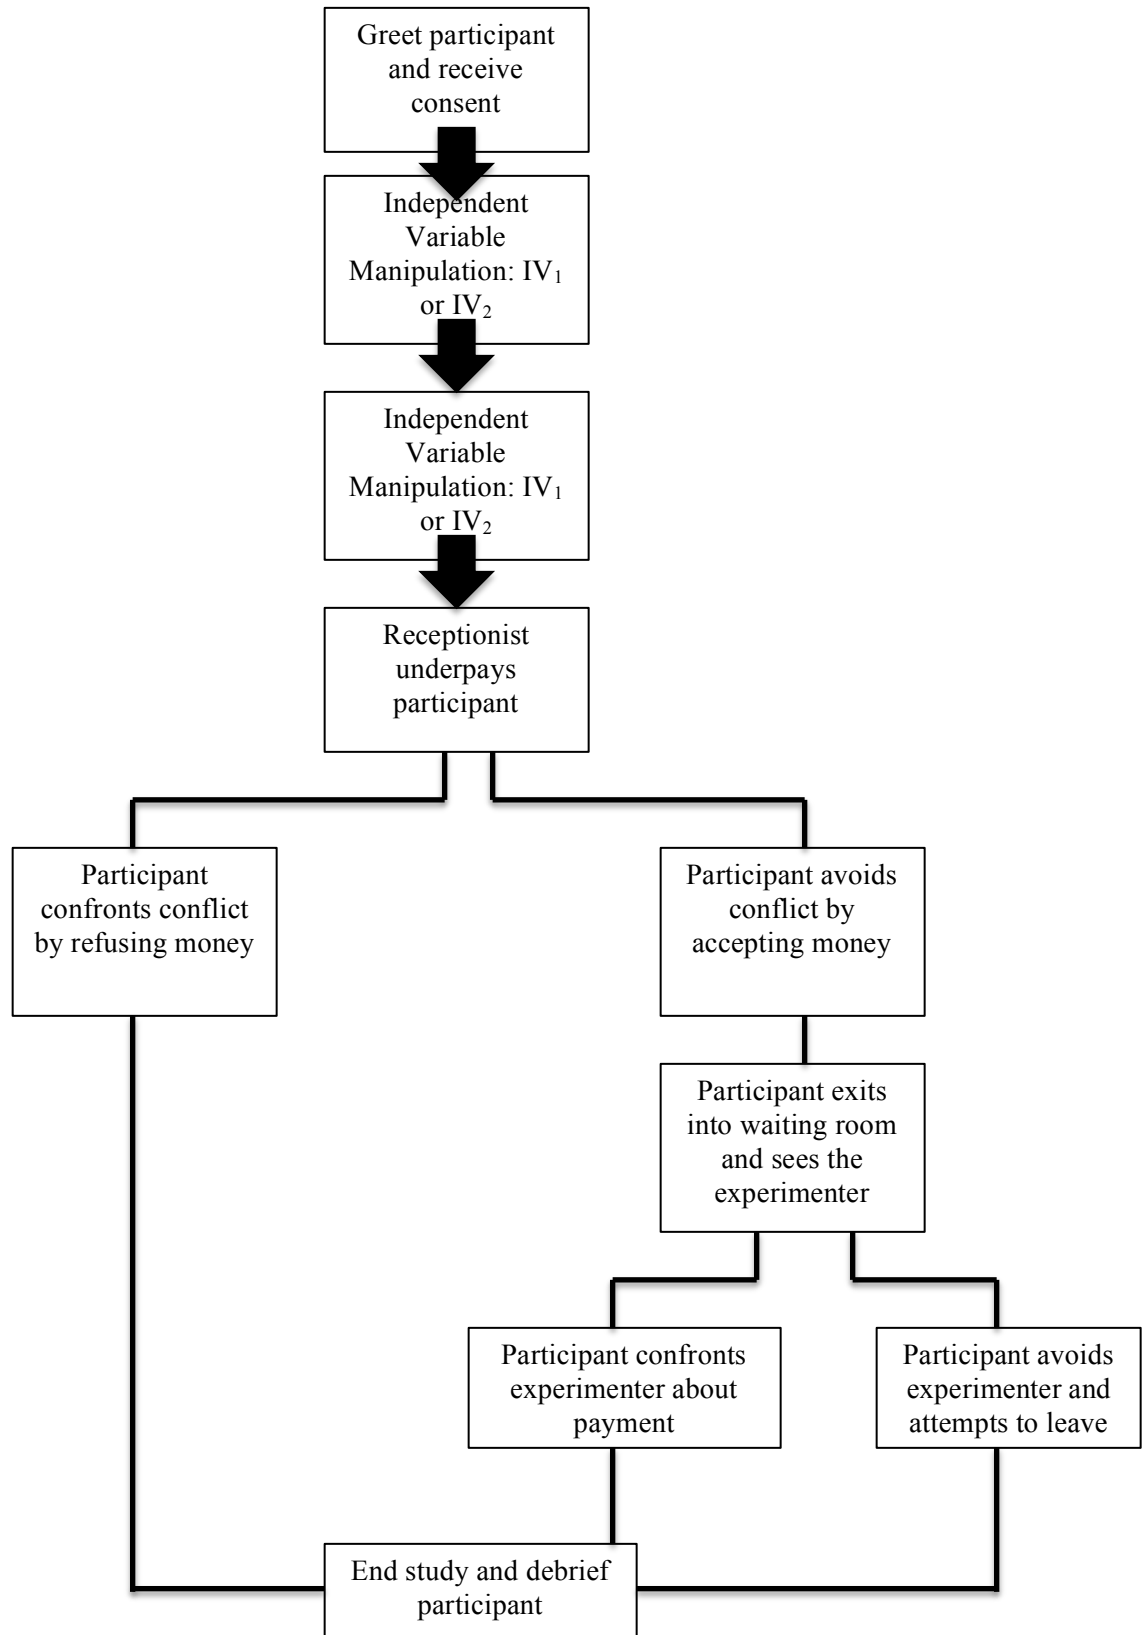 Greet participant
and receive
consent
Independent
Variable
Manipulation: IV₁
or IV₂
Independent
Variable
Manipulation: IV₁
or IV₂
Receptionist
underpays
participant
Participant
confronts conflict
by refusing money
Participant avoids
conflict by
accepting money
Participant exits
into waiting room
and sees the
experimenter
Participant confronts
experimenter about
payment
Participant avoids
experimenter and
attempts to leave
End study and debrief
participant